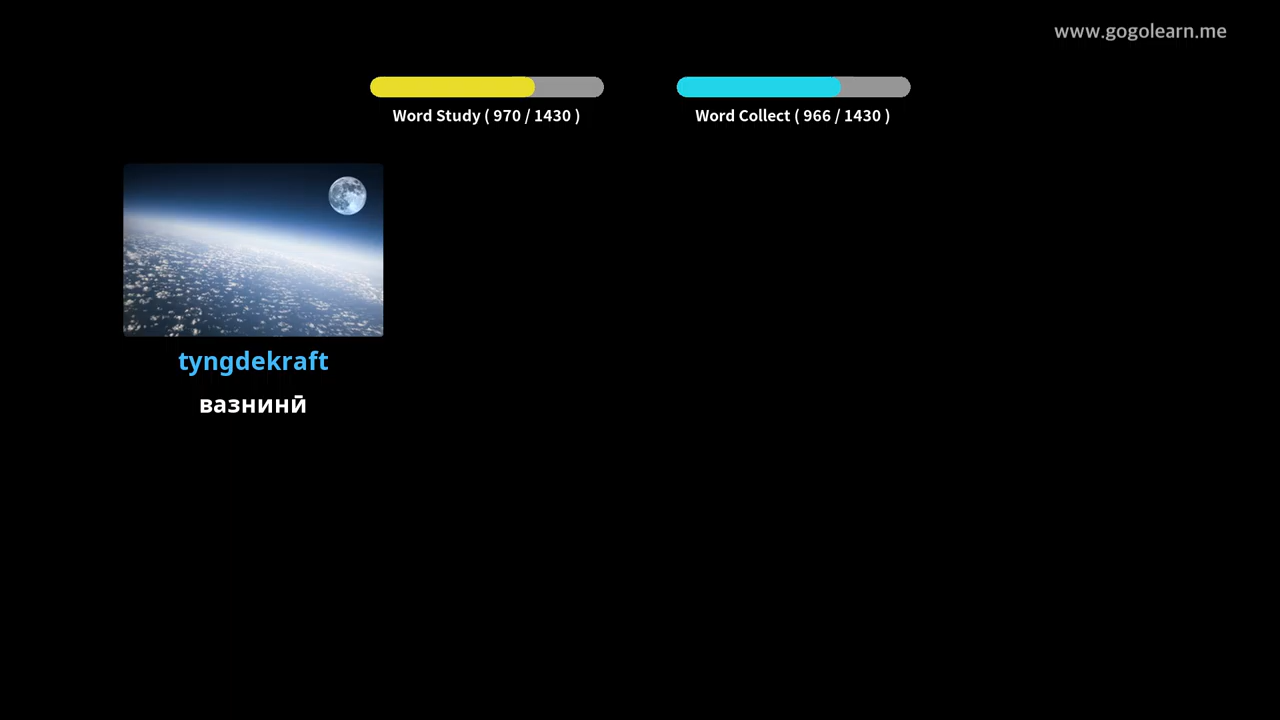 www.gogolearn.me
Word Study ( 970 / 1430 )
Word Collect ( 966 / 1430 )
tyngdekraft
вазнинӣ